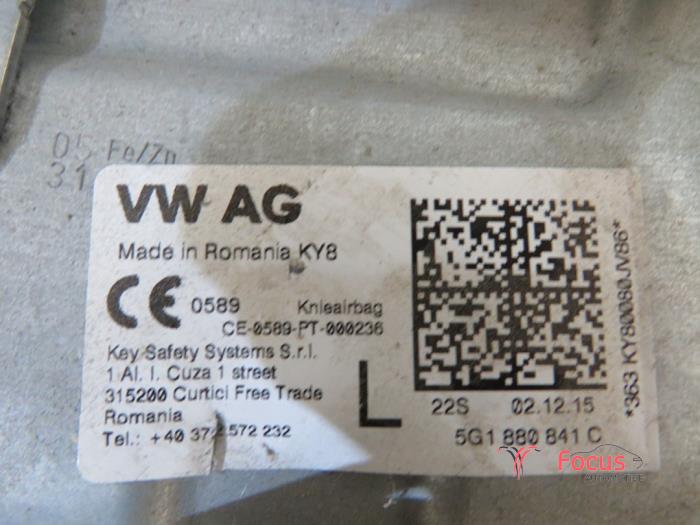 05 Fe/Zn
31
VW AG
Made in Romania KY8
CE 0589 Knieairbag
CE-0589-PT-000236
Key Safety Systems S.r.l.
1 Al. I. Cuza 1 street
315200 Curtici Free Trade
Romania
Tel.: +40 372 572 232
L
22S 02.12.15
5G1 880 841 C
*363 KY80080JV86*
Focus
AUTOMOTIVE